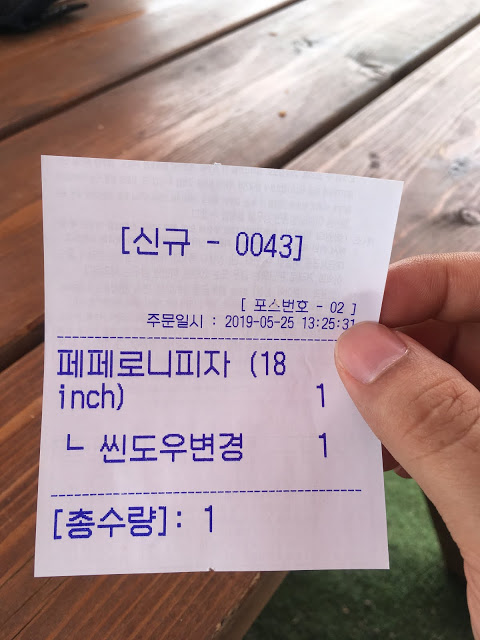 [신규 - 0043]
[ 포스번호 - 02 ]
주문일시 : 2019-05-25 13:25:31
페페로니피자 (18
inch) 1
ㄴ 씬도우변경 1
[총수량]: 1